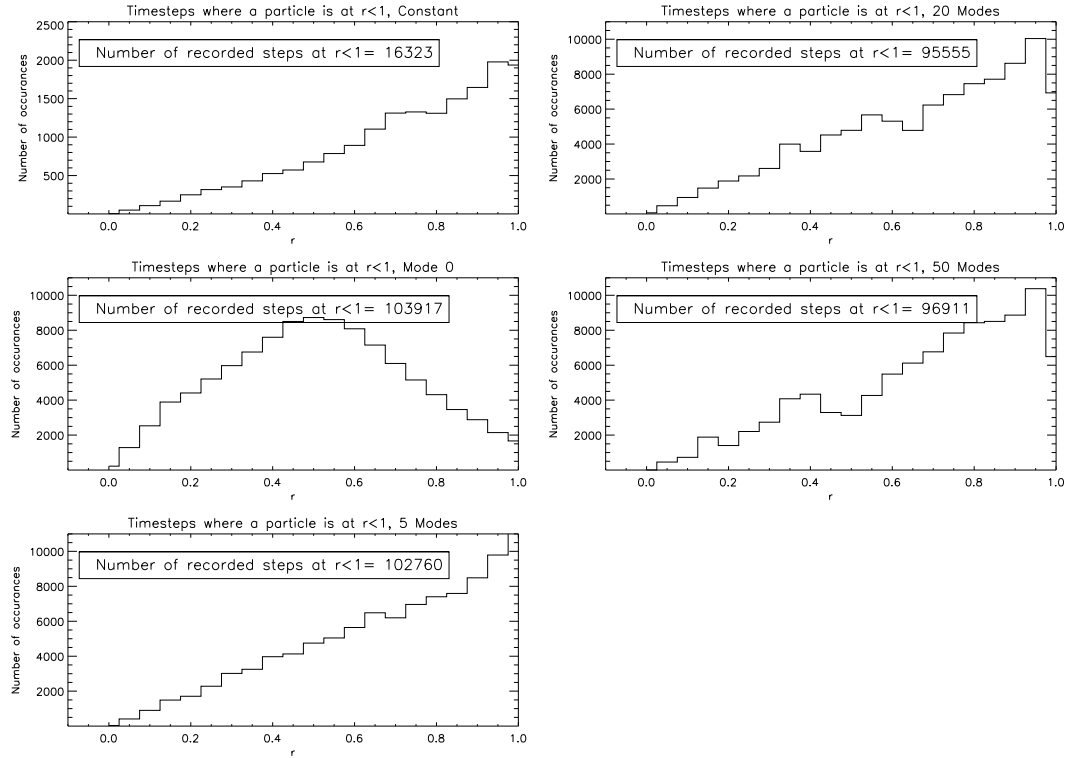 Timesteps where a particle is at r<1, Constant
Number of recorded steps at r<1= 16323
Number of occurances
2500
2000
1500
1000
500
0.0 0.2 0.4 0.6 0.8 1.0
r
Timesteps where a particle is at r<1, 20 Modes
Number of recorded steps at r<1= 95555
Number of occurances
10000
8000
6000
4000
2000
0.0 0.2 0.4 0.6 0.8 1.0
r
Timesteps where a particle is at r<1, Mode 0
Number of recorded steps at r<1= 103917
Number of occurances
10000
8000
6000
4000
2000
0.0 0.2 0.4 0.6 0.8 1.0
r
Timesteps where a particle is at r<1, 50 Modes
Number of recorded steps at r<1= 96911
Number of occurances
10000
8000
6000
4000
2000
0.0 0.2 0.4 0.6 0.8 1.0
r
Timesteps where a particle is at r<1, 5 Modes
Number of recorded steps at r<1= 102760
Number of occurances
10000
8000
6000
4000
2000
0.0 0.2 0.4 0.6 0.8 1.0
r